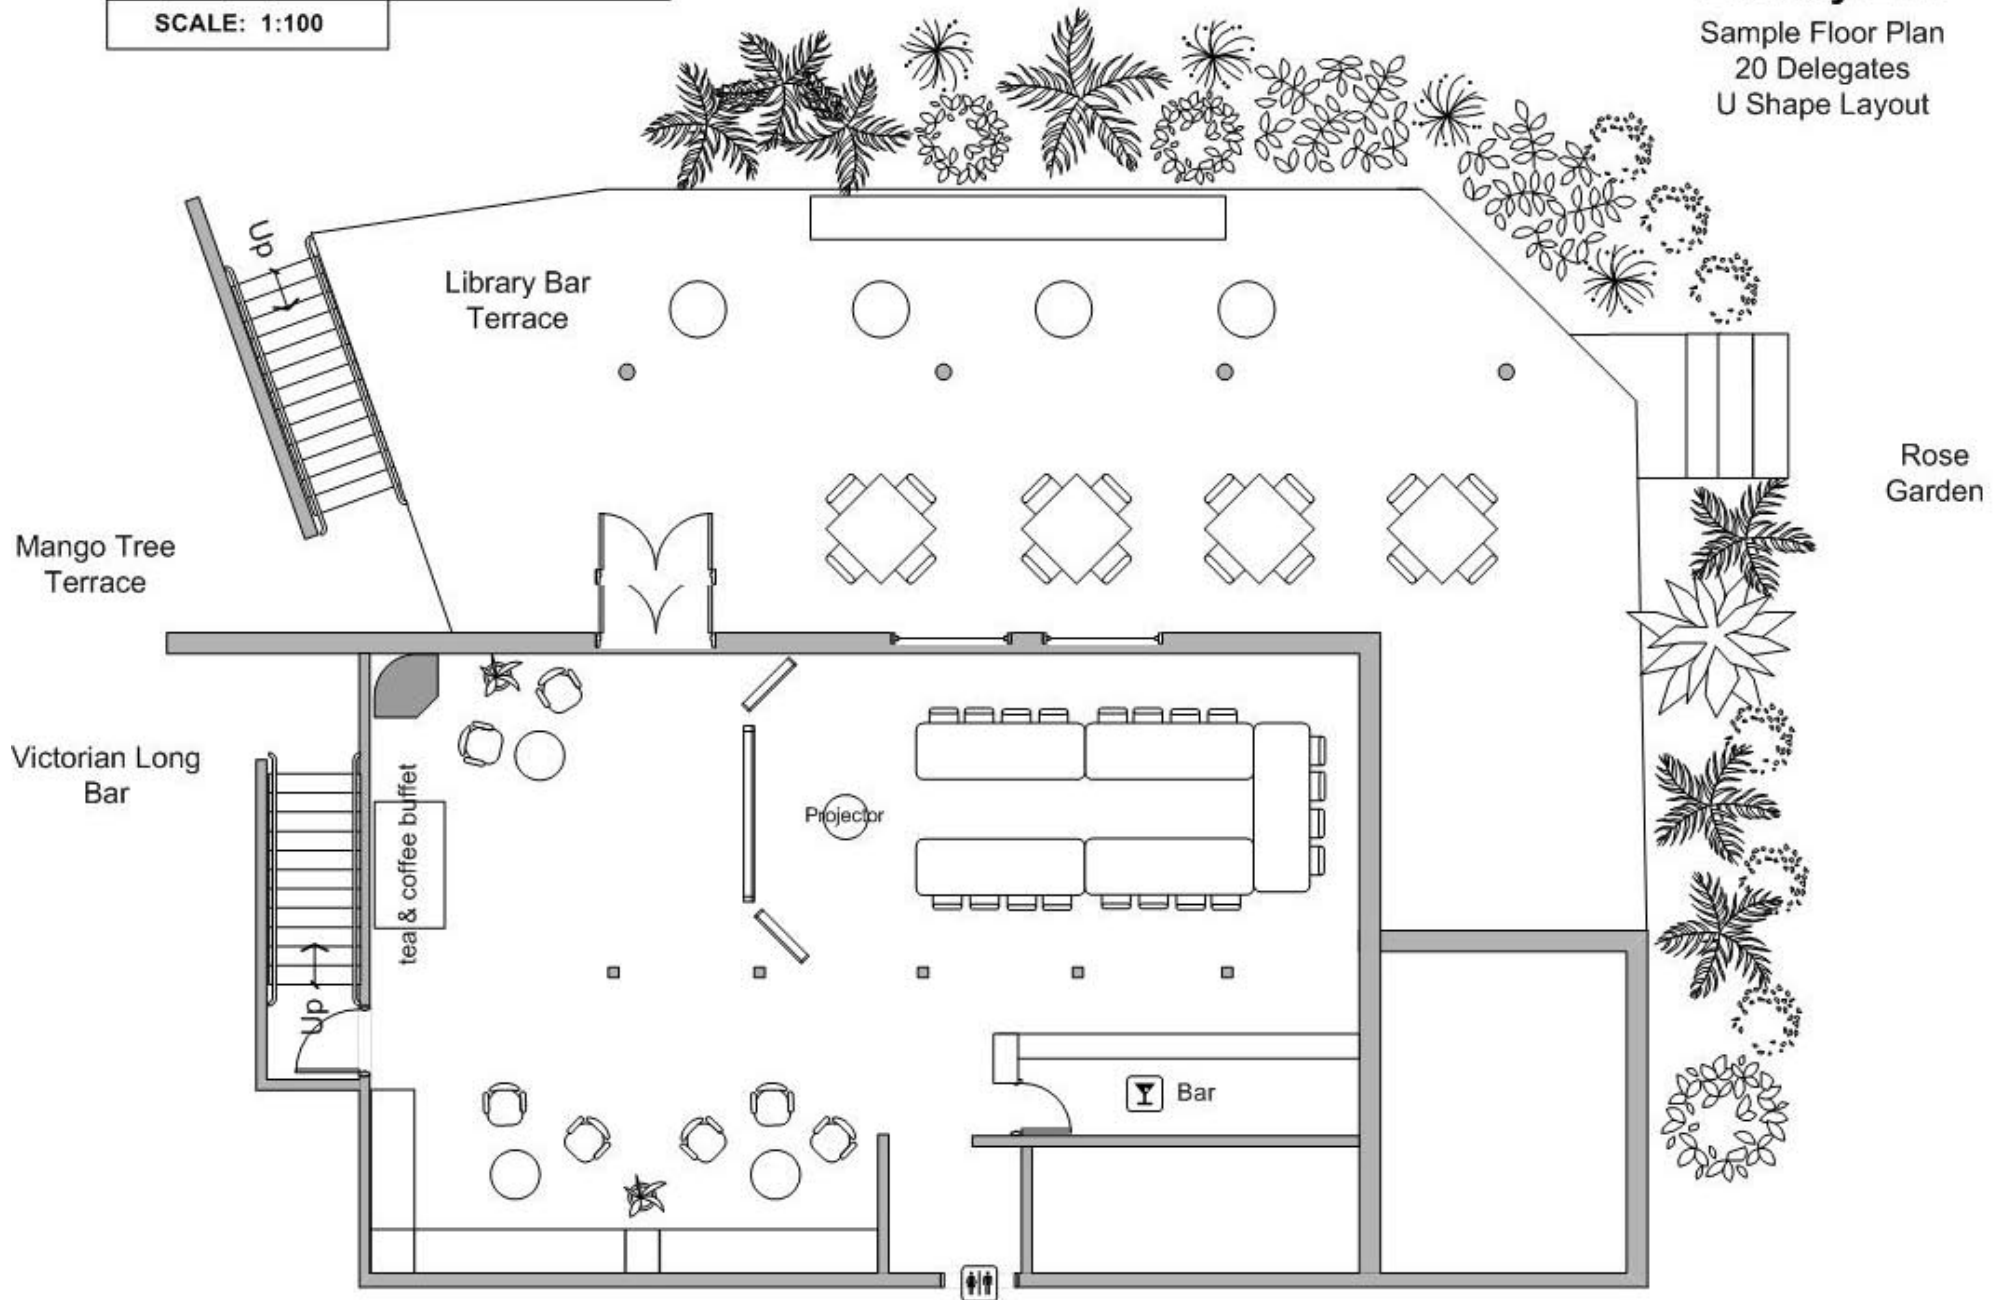 SCALE: 1:100
Sample Floor Plan
20 Delegates
U Shape Layout
Up
Library Bar
Terrace
Rose
Garden
Mango Tree
Terrace
Victorian Long
Bar
tea & coffee buffet
Projector
Up
Bar